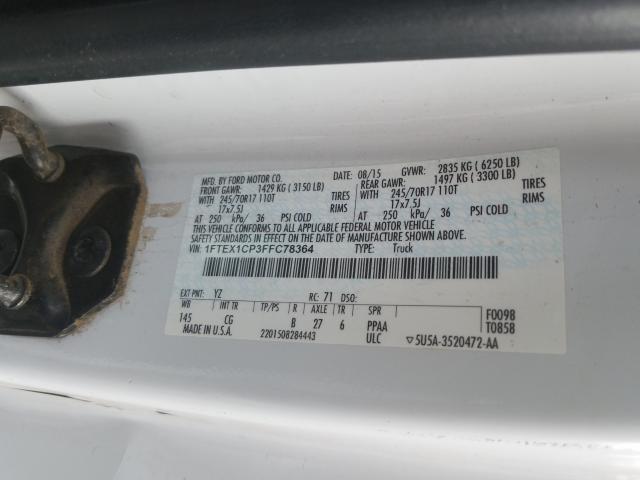 MFD. BY FORD MOTOR CO. DATE: 08/15 GVWR: 2835 KG ( 6250 LB)
FRONT GAWR: 1429 KG ( 3150 LB) REAR GAWR: 1497 KG ( 3300 LB)
WITH 245/70R17 110T TIRES WITH 245/70R17 110T TIRES
17x7.5J RIMS 17x7.5J RIMS
AT 250 kPa/ 36 PSI COLD AT 250 kPa/ 36 PSI COLD
THIS VEHICLE CONFORMS TO ALL APPLICABLE FEDERAL MOTOR VEHICLE
SAFETY STANDARDS IN EFFECT ON THE DATE OF MANUFACTURE SHOWN ABOVE.
VIN: 1FTEX1CP3FFC78364 TYPE: Truck
EXT PNT: YZ RC: 71 DSO:
WB INT TR TP/PS R AXLE TR SPR F0098
145 CG B 27 6 PPAA T0858
MADE IN U.S.A. 2201508284443 ULC ▽5U5A-3520472-AA